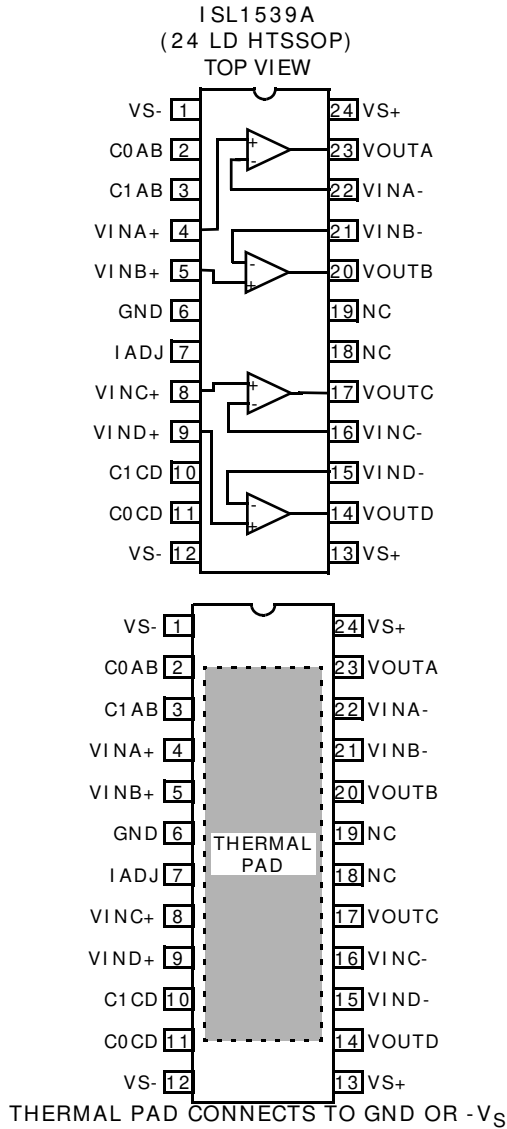 ISL1539A
(24 LD HTSSOP)
TOP VIEW
VS- 1 24 VS+
C0AB 2 + 23 VOUTA
-
C1AB 3 22 VINA-
VINA+ 4 21 VINB-
VINB+ 5 - 20 VOUTB
+
GND 6 19 NC
IADJ 7 18 NC
VINC+ 8 + 17 VOUTC
-
VIND+ 9 16 VINC-
C1CD 10 15 VIND-
C0CD 11 - 14 VOUTD
+
VS- 12 13 VS+
VS- 1 24 VS+
C0AB 2 23 VOUTA
C1AB 3 22 VINA-
VINA+ 4 21 VINB-
VINB+ 5 20 VOUTB
GND 6 THERMAL 19 NC
PAD
IADJ 7 18 NC
VINC+ 8 17 VOUTC
VIND+ 9 16 VINC-
C1CD 10 15 VIND-
C0CD 11 14 VOUTD
VS- 12 13 VS+
THERMAL PAD CONNECTS TO GND OR -VS